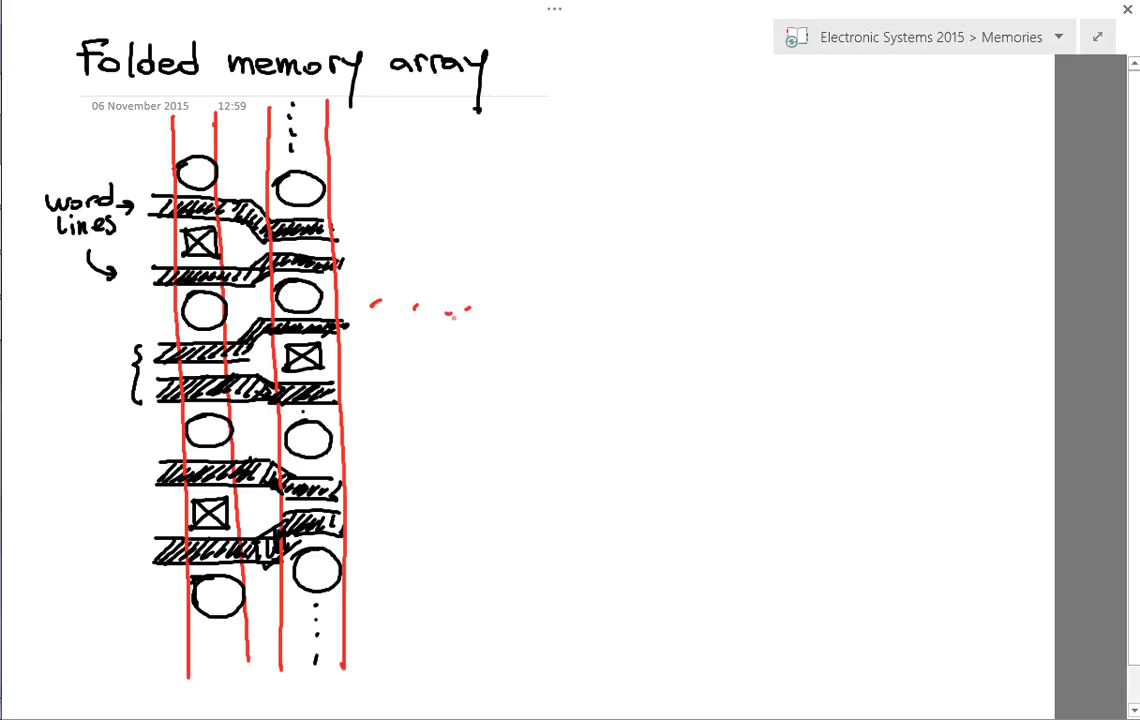 Electronic Systems 2015 > Memories
Folded memory array
06 November 2015 12:59
word
lines